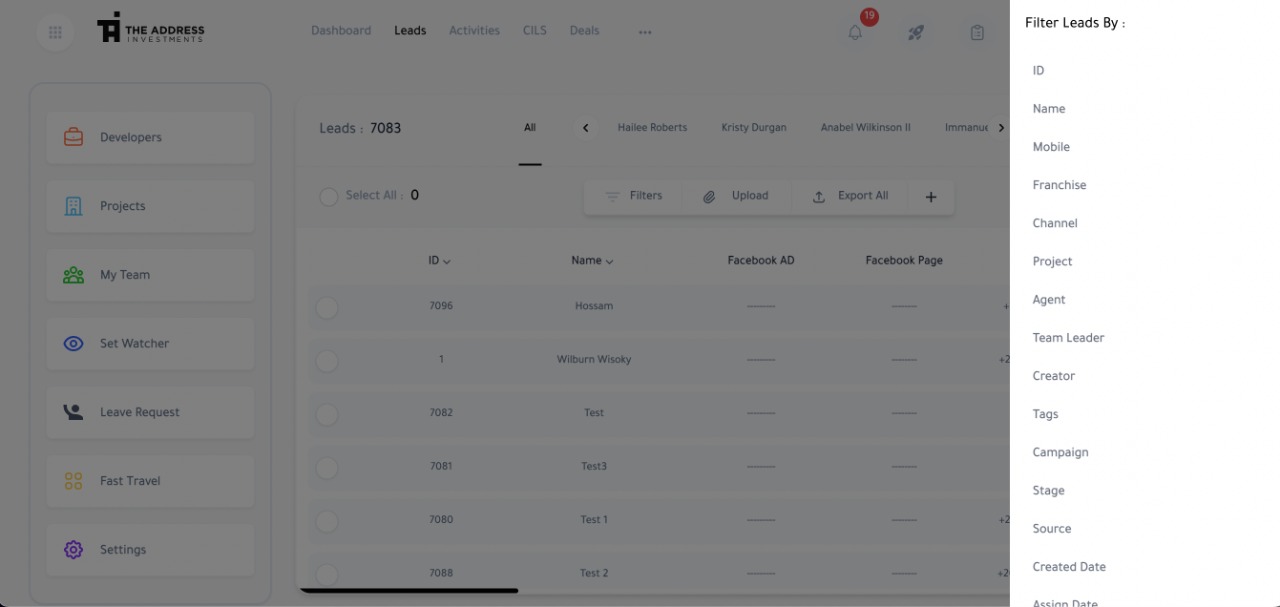 THE ADDRESS
INVESTMENTS
Dashboard
Leads
Activities
CILS
Deals
19
Developers
Projects
My Team
Set Watcher
Leave Request
Fast Travel
Settings
Leads : 7083
All
Hailee Roberts
Kristy Durgan
Anabel Wilkinson II
Immanue
Select All : 0
Filters
Upload
Export All
ID
Name
Facebook AD
Facebook Page
7096 Hossam -------- -------- +
1 Wilburn Wisoky -------- -------- +2
7082 Test -------- --------
7081 Test3 -------- --------
7080 Test 1 -------- -------- +2
7088 Test 2 -------- -------- +20
Filter Leads By :
ID
Name
Mobile
Franchise
Channel
Project
Agent
Team Leader
Creator
Tags
Campaign
Stage
Source
Created Date
Assign Date